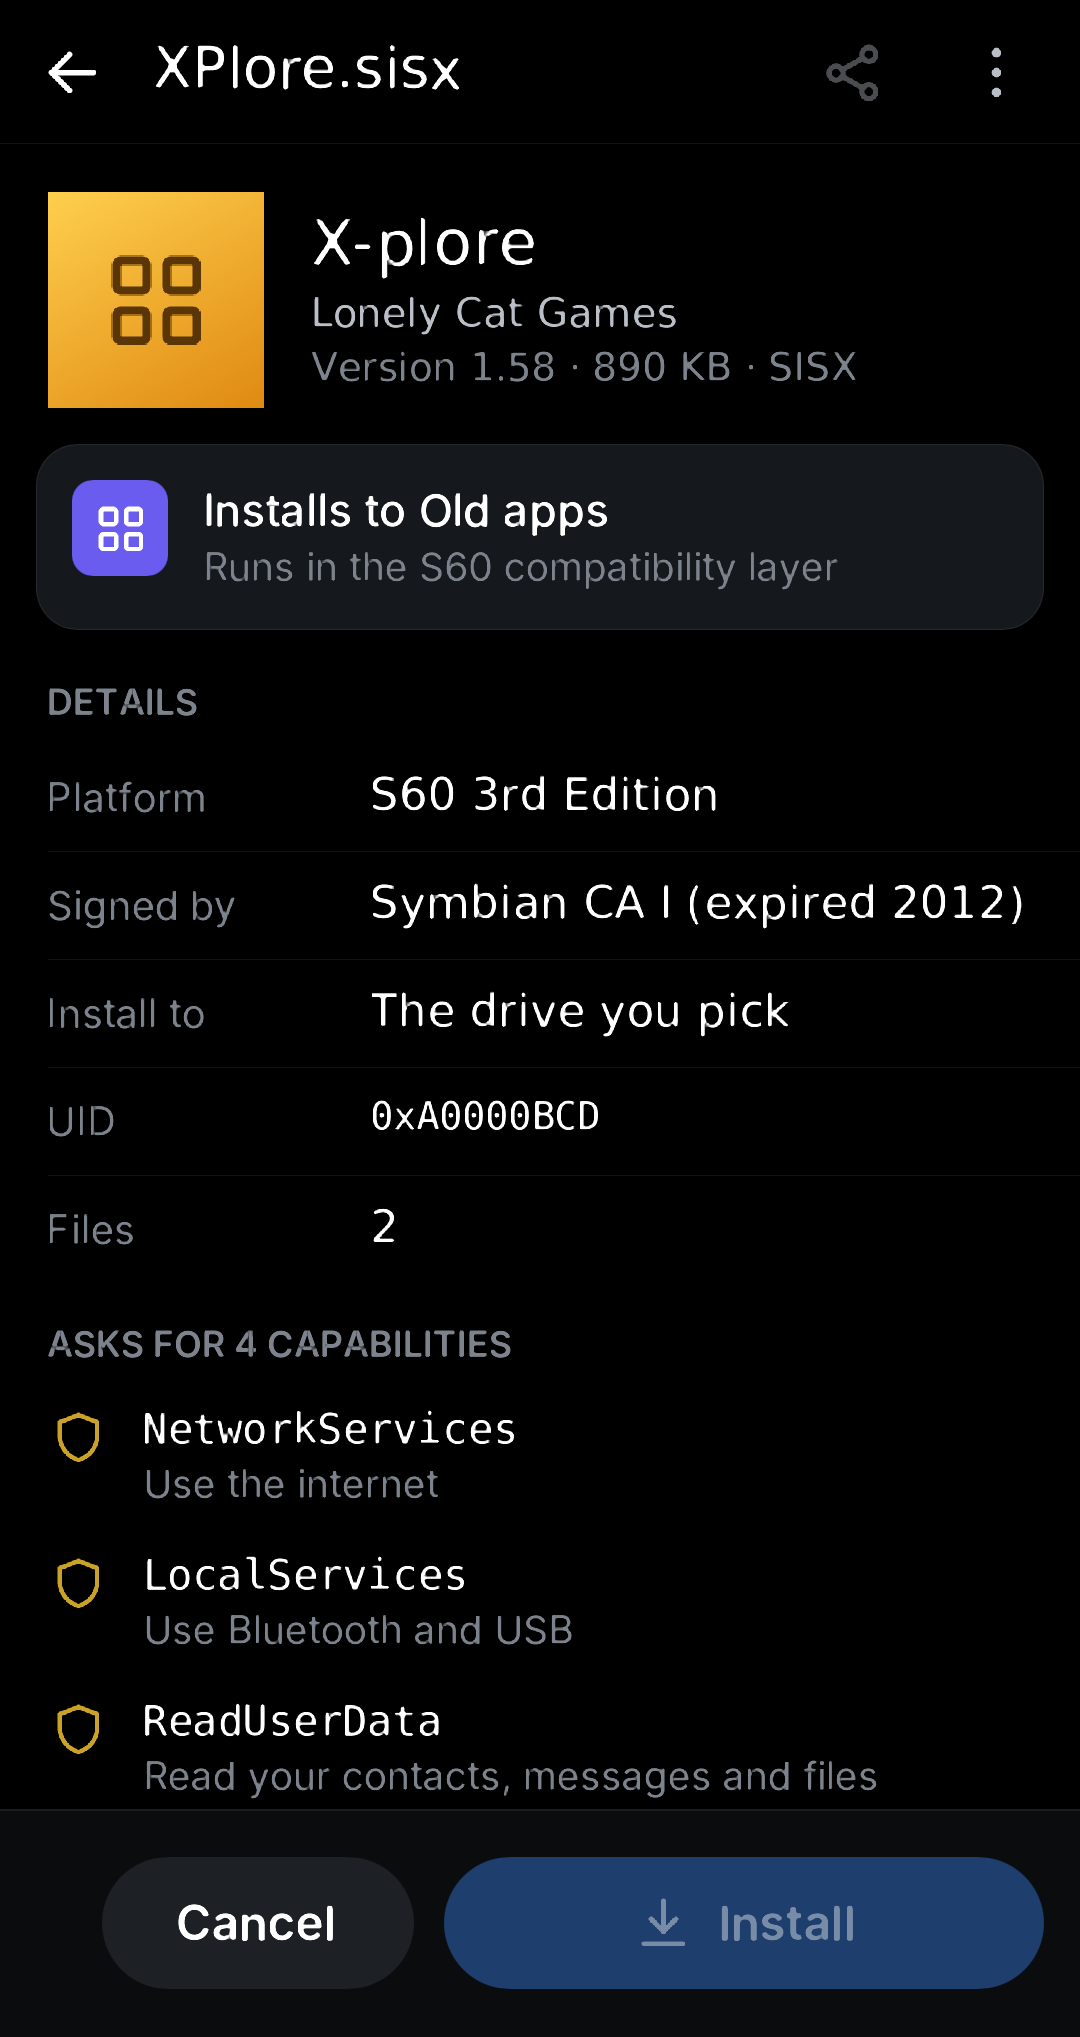 XPlore.sisx
X-plore
Lonely Cat Games
Version 1.58 · 890 KB · SISX
Installs to Old apps
Runs in the S60 compatibility layer
DETAILS
Platform S60 3rd Edition
Signed by Symbian CA I (expired 2012)
Install to The drive you pick
UID 0xA0000BCD
Files 2
ASKS FOR 4 CAPABILITIES
NetworkServices
Use the internet
LocalServices
Use Bluetooth and USB
ReadUserData
Read your contacts, messages and files
Cancel Install